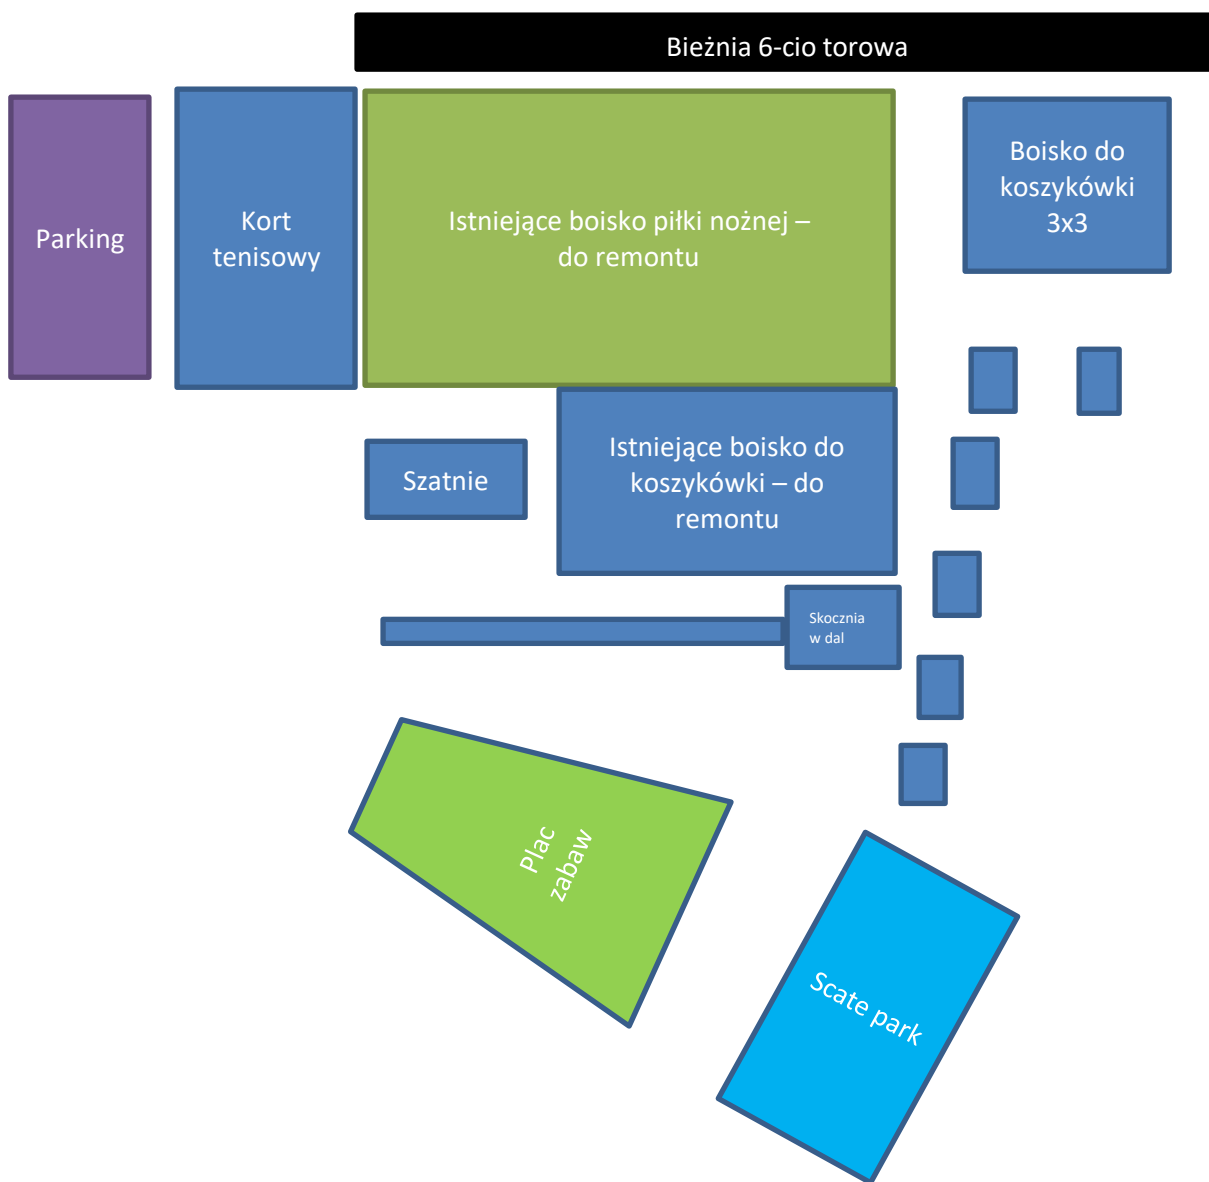 Bieżnia 6-cio torowa
Parking
Kort
tenisowy
Istniejące boisko piłki nożnej –
do remontu
Boisko do
koszykówki
3x3
Szatnie
Istniejące boisko do
koszykówki – do
remontu
Skocznia
w dal
Plac
zabaw
Scate park